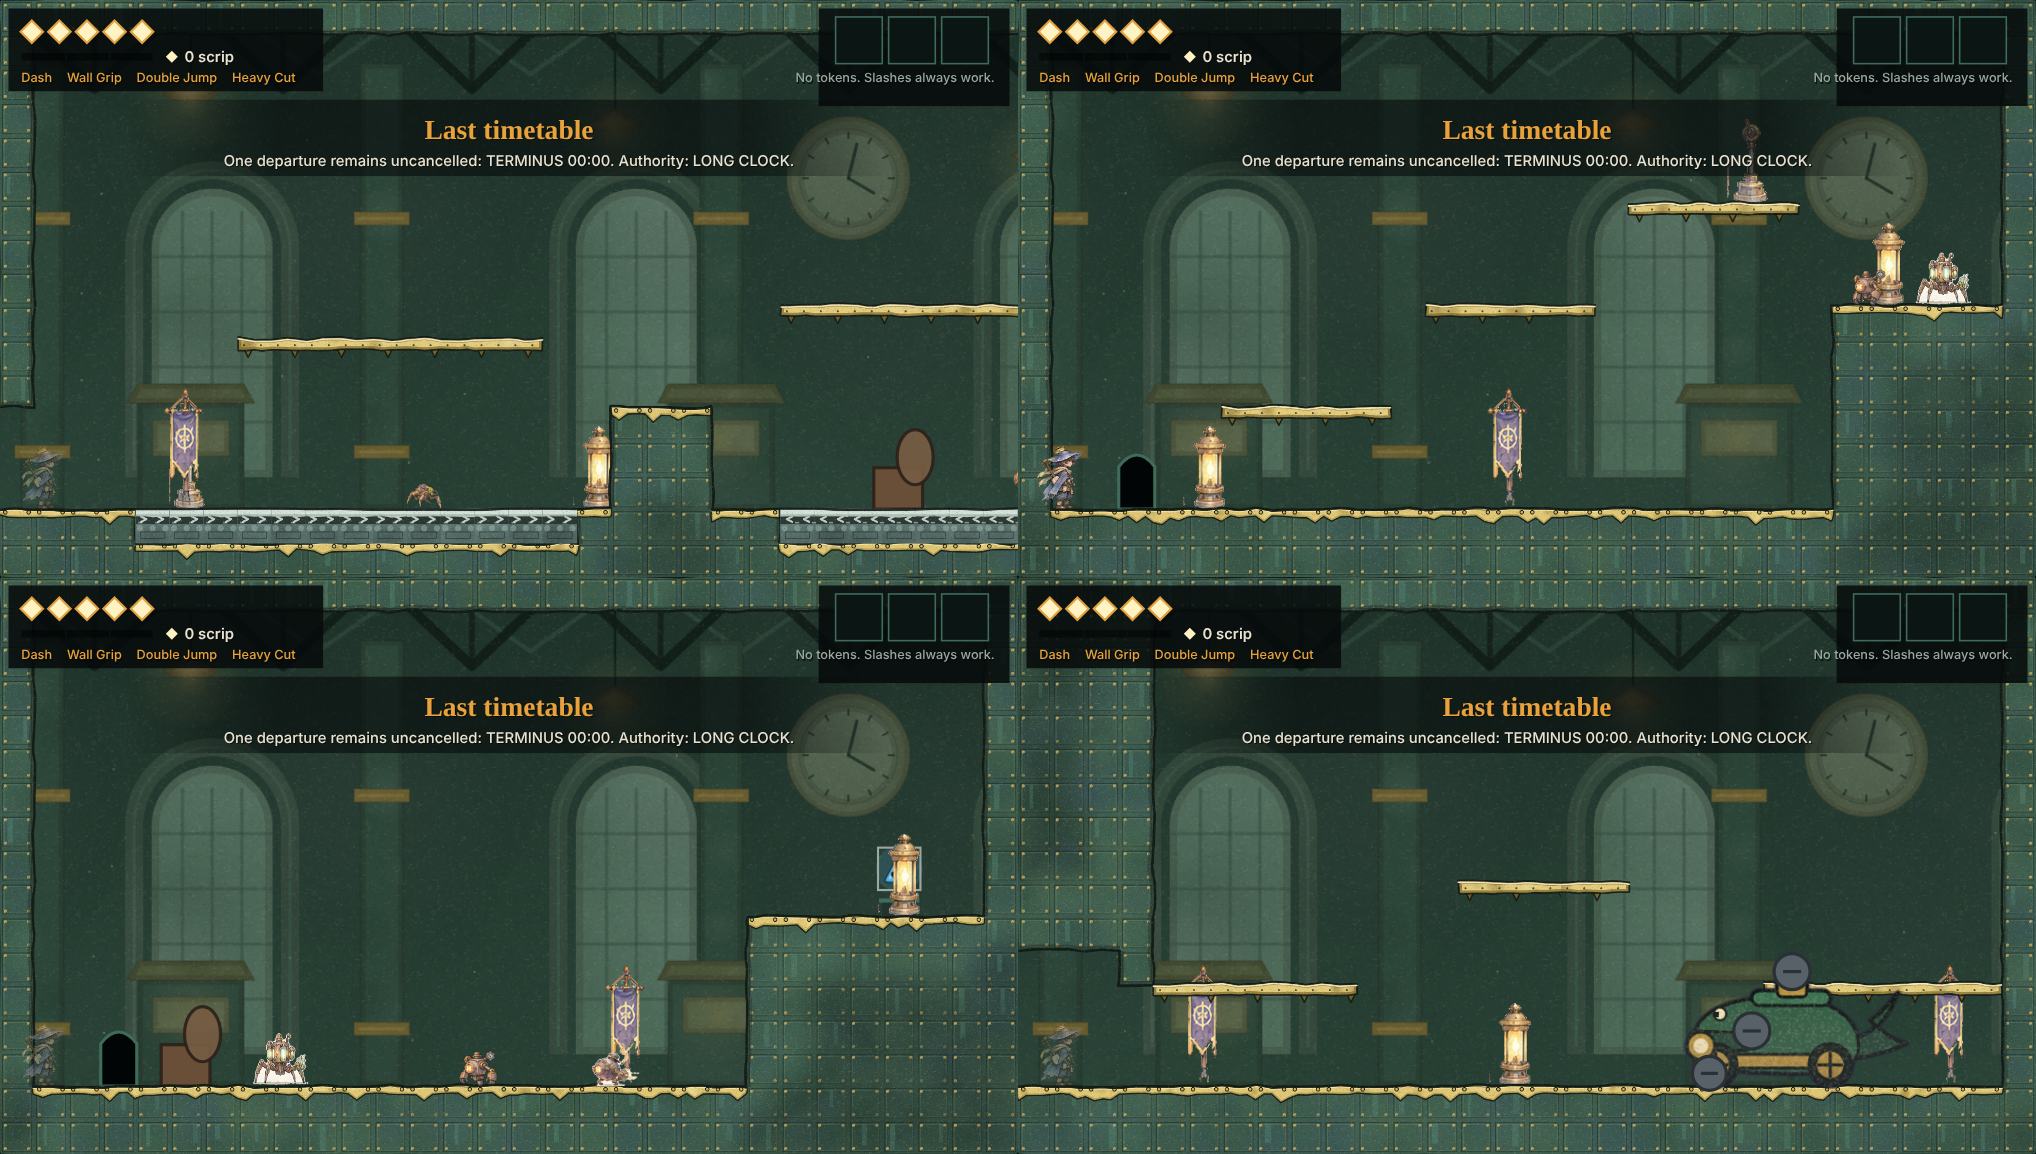 0 scrip
Dash Wall Grip Double Jump Heavy Cut
No tokens. Slashes always work.
Last timetable
One departure remains uncancelled: TERMINUS 00:00. Authority: LONG CLOCK.
0 scrip
Dash Wall Grip Double Jump Heavy Cut
No tokens. Slashes always work.
Last timetable
One departure remains uncancelled: TERMINUS 00:00. Authority: LONG CLOCK.
0 scrip
Dash Wall Grip Double Jump Heavy Cut
No tokens. Slashes always work.
Last timetable
One departure remains uncancelled: TERMINUS 00:00. Authority: LONG CLOCK.
0 scrip
Dash Wall Grip Double Jump Heavy Cut
No tokens. Slashes always work.
Last timetable
One departure remains uncancelled: TERMINUS 00:00. Authority: LONG CLOCK.